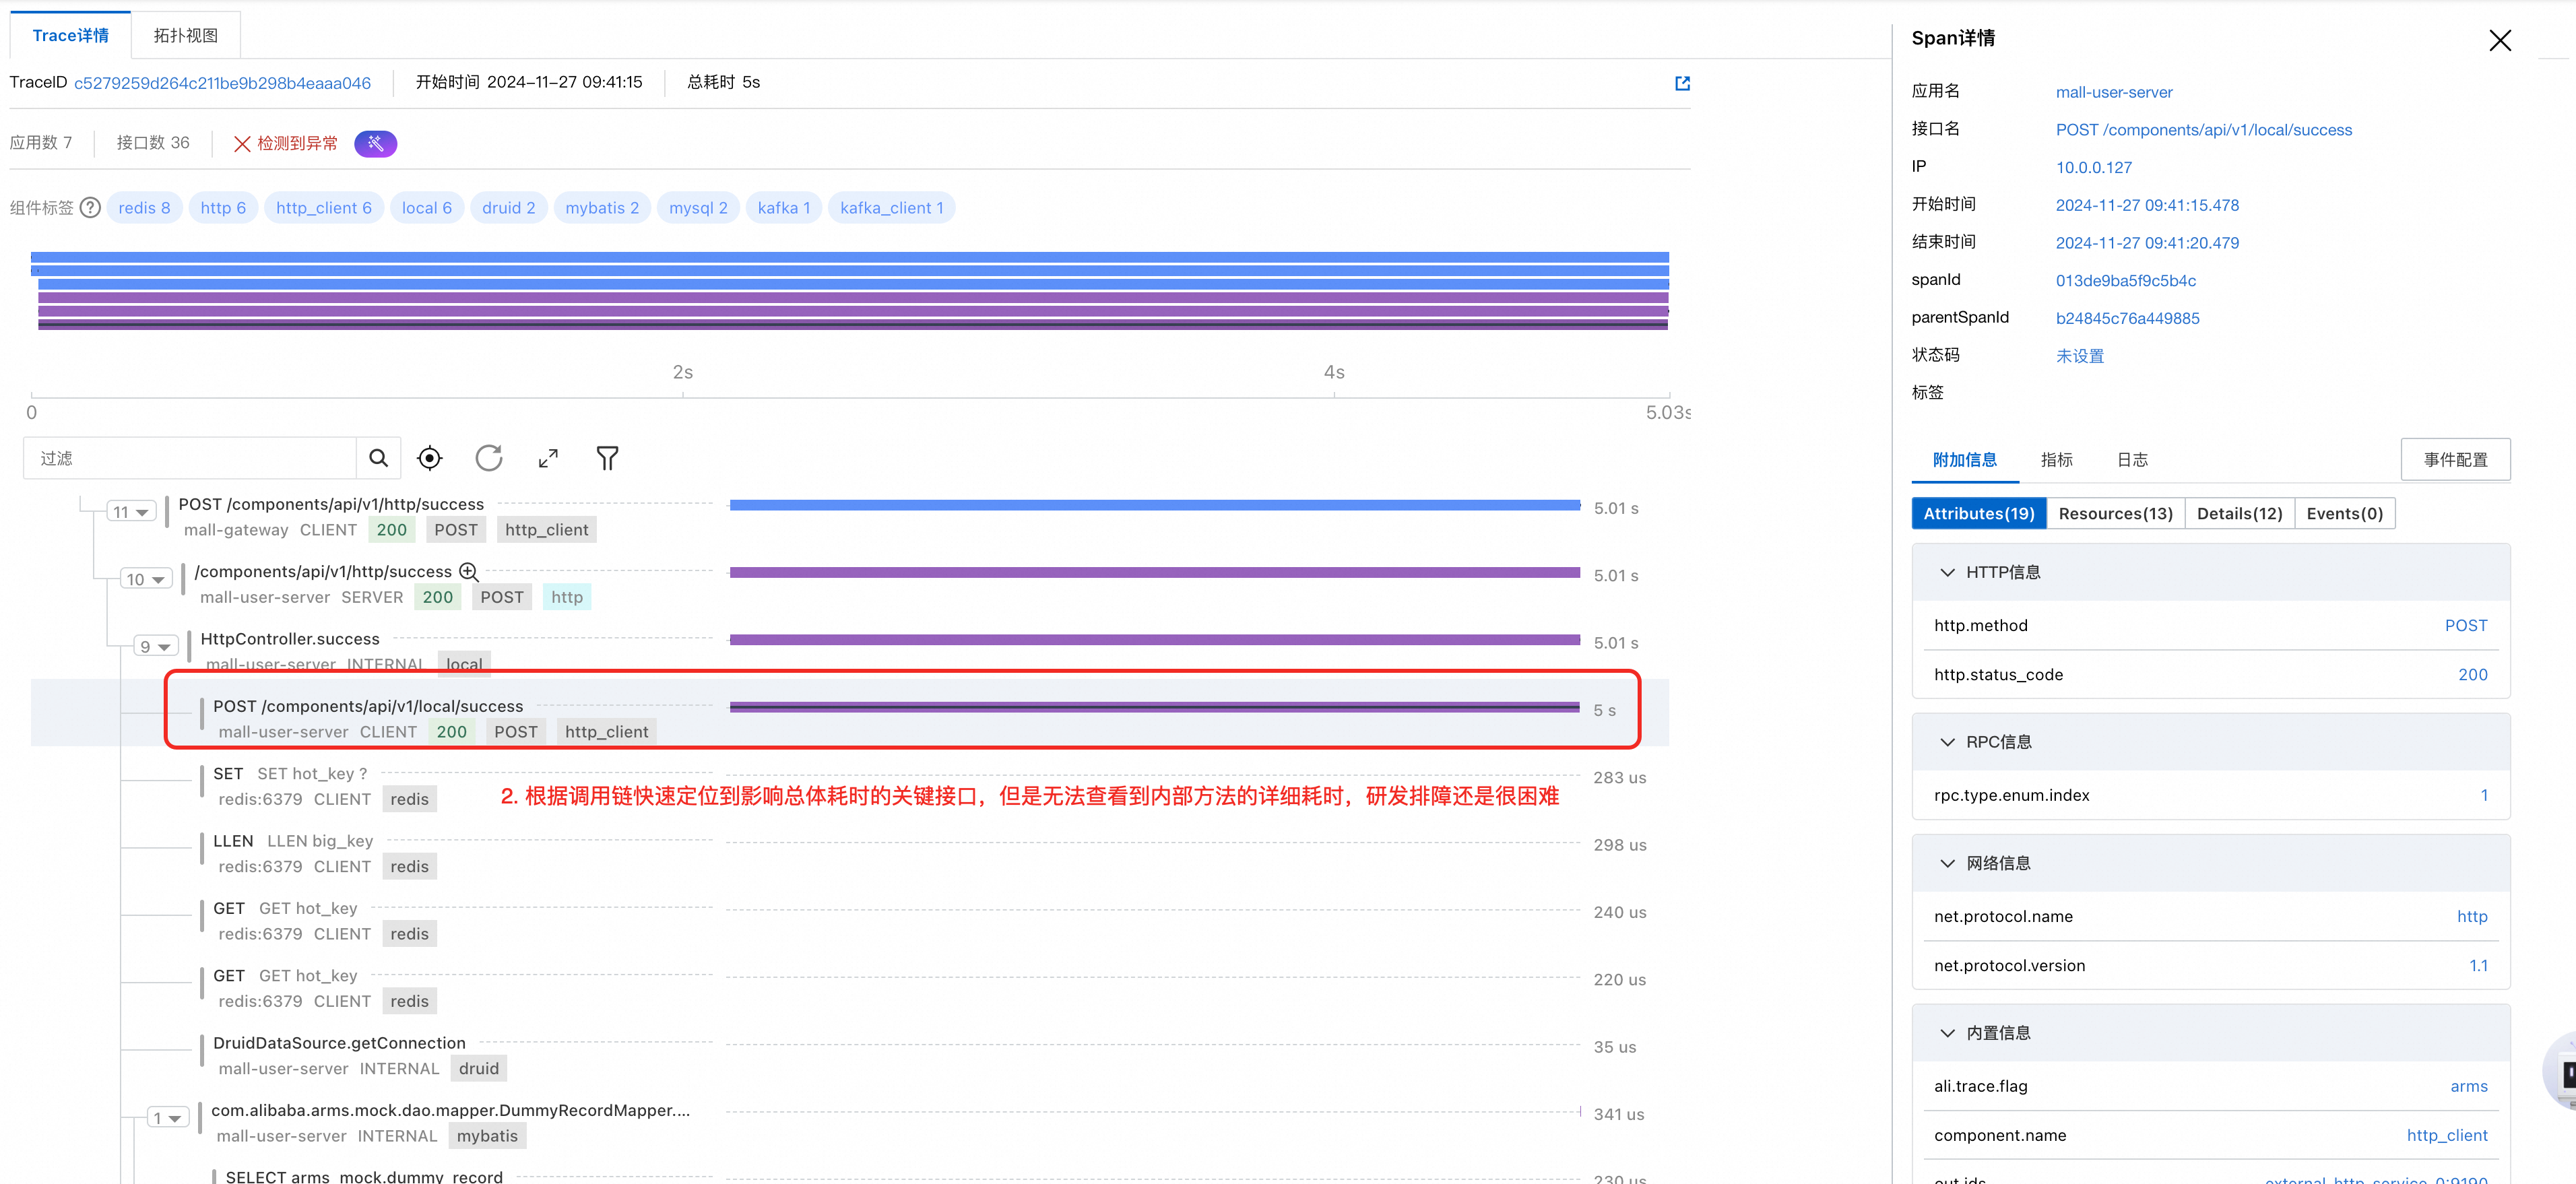 Trace详情
拓扑视图
TraceID c5279259d264c211be9b298b4eaaa046 开始时间 2024-11-27 09:41:15 总耗时 5s
应用数 7 接口数 36 检测到异常
组件标签 redis 8 http 6 http_client 6 local 6 druid 2 mybatis 2 mysql 2 kafka 1 kafka_client 1
2s 4s
0 5.03s
过滤
11 POST /components/api/v1/http/success 5.01 s
mall-gateway CLIENT 200 POST http_client
10 /components/api/v1/http/success 5.01 s
mall-user-server SERVER 200 POST http
9 HttpController.success 5.01 s
mall-user-server INTERNAL local
POST /components/api/v1/local/success 5 s
mall-user-server CLIENT 200 POST http_client
SET SET hot_key ? 283 us
redis:6379 CLIENT redis
2. 根据调用链快速定位到影响总体耗时的关键接口，但是无法查看到内部方法的详细耗时，研发排障还是很困难
LLEN LLEN big_key 298 us
redis:6379 CLIENT redis
GET GET hot_key 240 us
redis:6379 CLIENT redis
GET GET hot_key 220 us
redis:6379 CLIENT redis
DruidDataSource.getConnection 35 us
mall-user-server INTERNAL druid
1 com.alibaba.arms.mock.dao.mapper.DummyRecordMapper.... 341 us
mall-user-server INTERNAL mybatis
SELECT arms_mock.dummy_record 230 us
Span详情
应用名 mall-user-server
接口名 POST /components/api/v1/local/success
IP 10.0.0.127
开始时间 2024-11-27 09:41:15.478
结束时间 2024-11-27 09:41:20.479
spanId 013de9ba5f9c5b4c
parentSpanId b24845c76a449885
状态码 未设置
标签
附加信息 指标 日志 事件配置
Attributes(19) Resources(13) Details(12) Events(0)
HTTP信息
http.method POST
http.status_code 200
RPC信息
rpc.type.enum.index 1
网络信息
net.protocol.name http
net.protocol.version 1.1
内置信息
ali.trace.flag arms
component.name http_client
out.ids external_http_service_0:9190